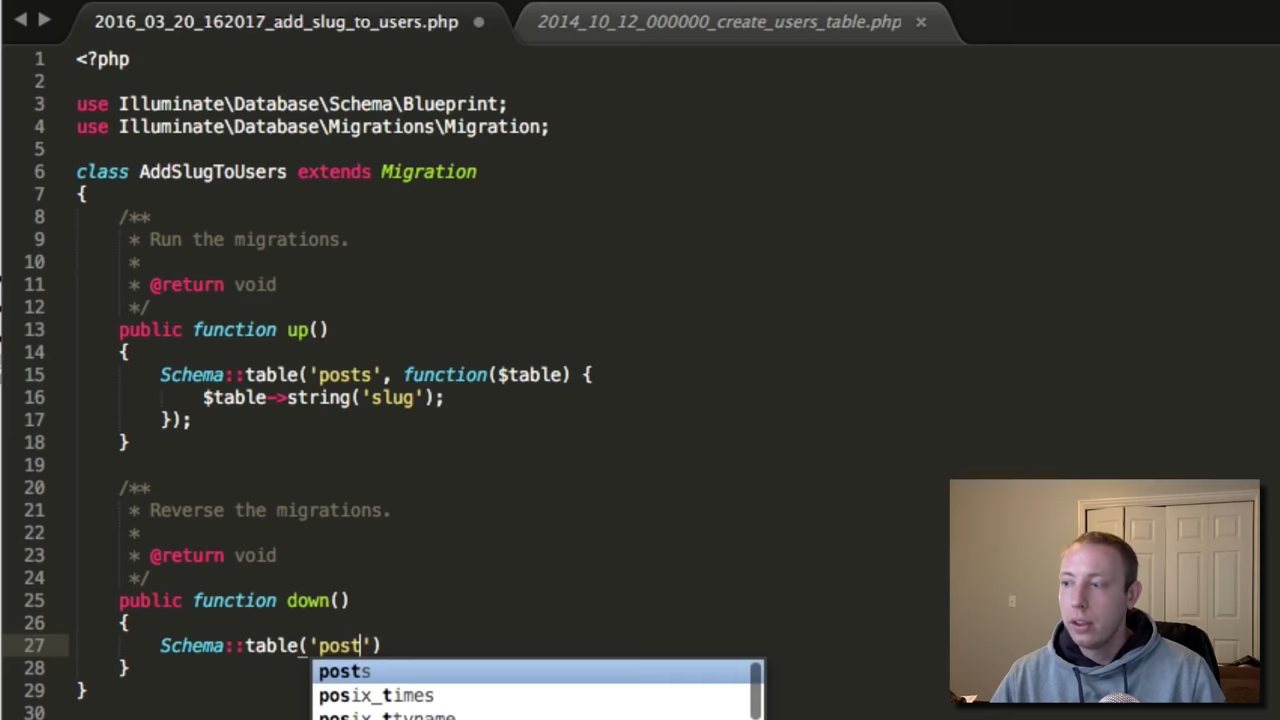 2016_03_20_162017_add_slug_to_users.php
2014_10_12_000000_create_users_table.php ×
1 <?php
2
3 use Illuminate\Database\Schema\Blueprint;
4 use Illuminate\Database\Migrations\Migration;
5
6 class AddSlugToUsers extends Migration
7 {
8 /**
9 * Run the migrations.
10 *
11 * @return void
12 */
13 public function up()
14 {
15 Schema::table('posts', function($table) {
16 $table->string('slug');
17 });
18 }
19
20 /**
21 * Reverse the migrations.
22 *
23 * @return void
24 */
25 public function down()
26 {
27 Schema::table('post')
28 }
posts
29 }
posix_times
30
posix_ttyname